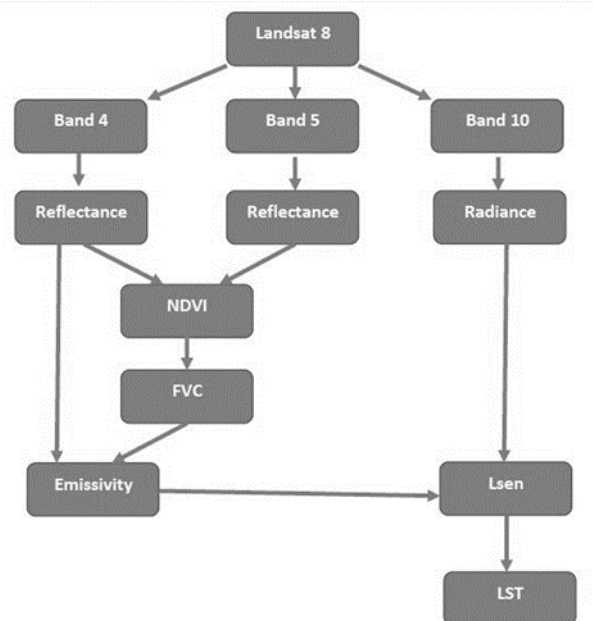 Landsat 8
Band 4
Band 5
Band 10
Reflectance
Reflectance
Radiance
NDVI
FVC
Emissivity
Lsen
LST